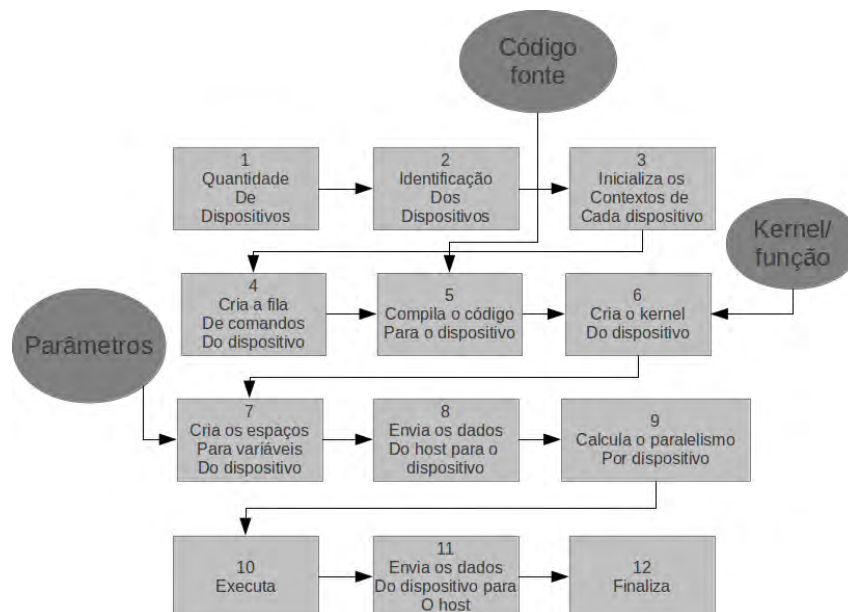 Código
fonte
1
Quantidade
De
Dispositivos
2
Identificação
Dos
Dispositivos
3
Inicializa os
Contextos de
Cada dispositivo
Kernel/
função
4
Cria a fila
De comandos
Do dispositivo
5
Compila o código
Para o dispositivo
6
Cria o kernel
Do dispositivo
Parâmetros
7
Cria os espaços
Para variáveis
Do dispositivo
8
Envia os dados
Do host para o
dispositivo
9
Calcula o paralelismo
Por dispositivo
10
Executa
11
Envia os dados
Do dispositivo para
O host
12
Finaliza